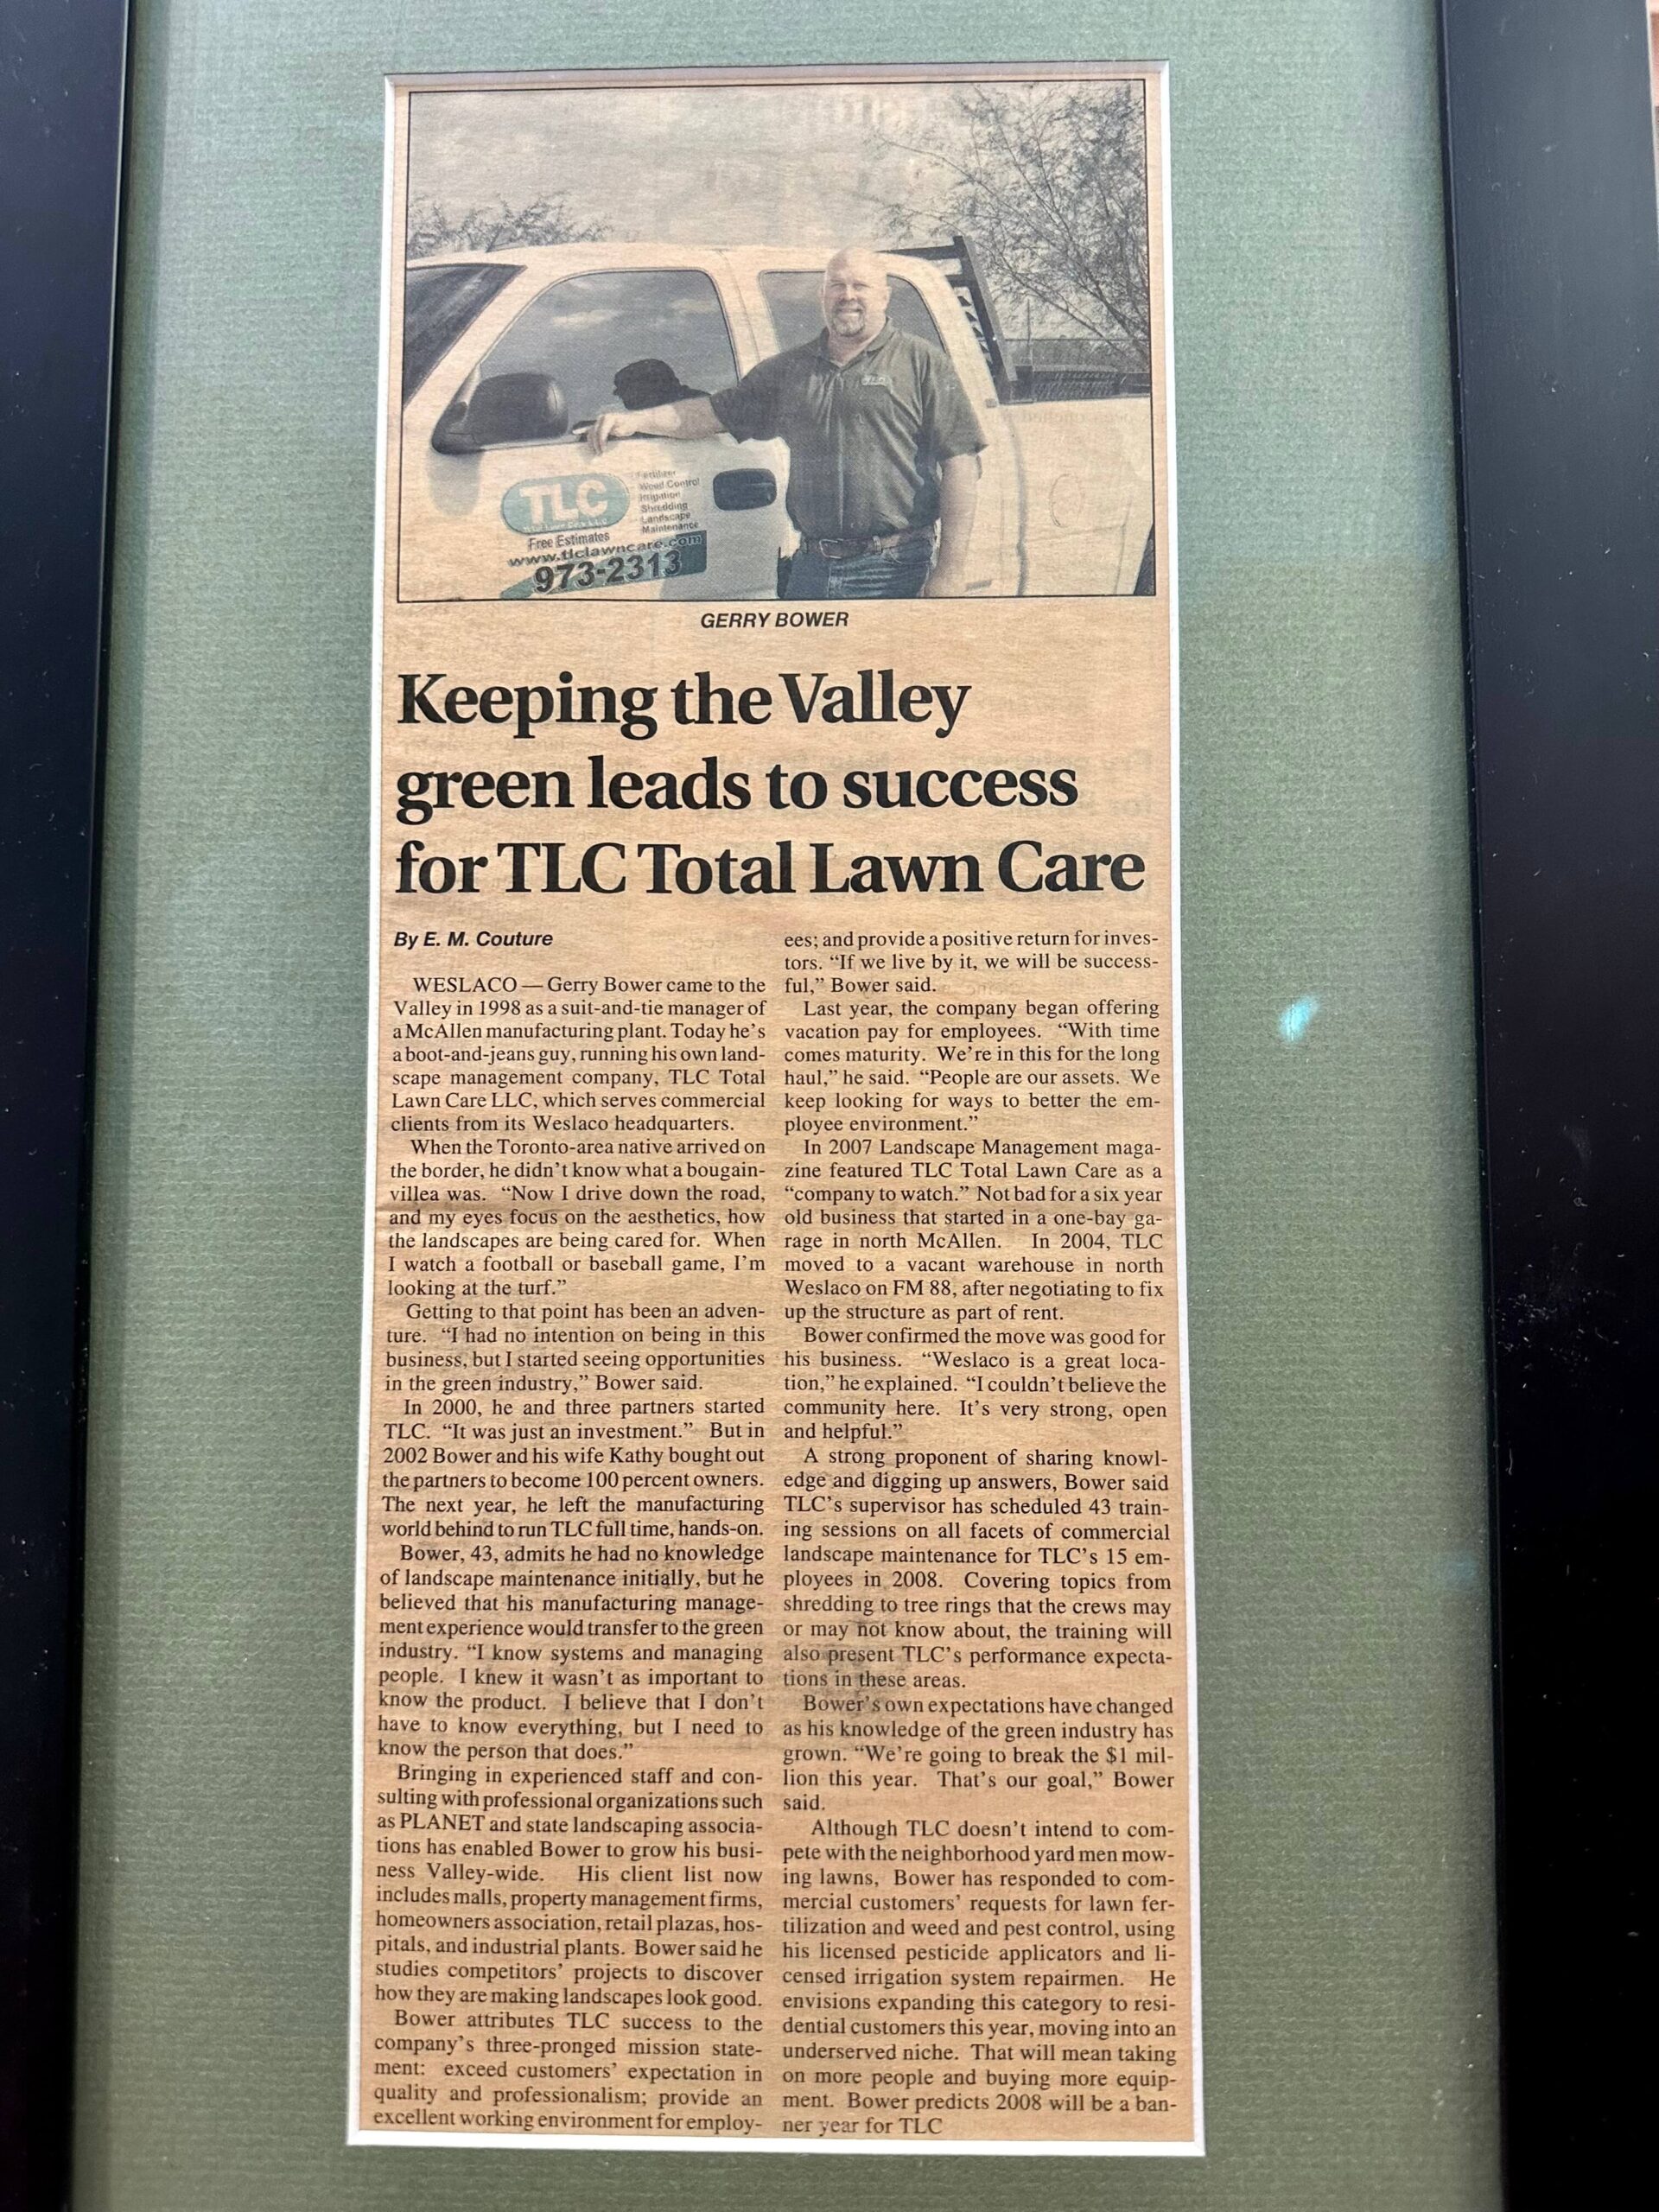 TLC
Fertilizer
Weed Control
Irrigation
Shredding
Landscape
Maintenance
Free Estimates
www.tlclawncare.com
973-2313
GERRY BOWER
Keeping the Valley
green leads to success
for TLC Total Lawn Care
By E. M. Couture
WESLACO — Gerry Bower came to the
Valley in 1998 as a suit-and-tie manager of
a McAllen manufacturing plant. Today he's
a boot-and-jeans guy, running his own land-
scape management company, TLC Total
Lawn Care LLC, which serves commercial
clients from its Weslaco headquarters.
When the Toronto-area native arrived on
the border, he didn't know what a bougain-
villea was. "Now I drive down the road,
and my eyes focus on the aesthetics, how
the landscapes are being cared for. When
I watch a football or baseball game, I'm
looking at the turf."
Getting to that point has been an adven-
ture. "I had no intention on being in this
business, but I started seeing opportunities
in the green industry," Bower said.
In 2000, he and three partners started
TLC. "It was just an investment." But in
2002 Bower and his wife Kathy bought out
the partners to become 100 percent owners.
The next year, he left the manufacturing
world behind to run TLC full time, hands-on.
Bower, 43, admits he had no knowledge
of landscape maintenance initially, but he
believed that his manufacturing manage-
ment experience would transfer to the green
industry. "I know systems and managing
people. I knew it wasn't as important to
know the product. I believe that I don't
have to know everything, but I need to
know the person that does."
Bringing in experienced staff and con-
sulting with professional organizations such
as PLANET and state landscaping associa-
tions has enabled Bower to grow his busi-
ness Valley-wide. His client list now
includes malls, property management firms,
homeowners association, retail plazas, hos-
pitals, and industrial plants. Bower said he
studies competitors' projects to discover
how they are making landscapes look good.
Bower attributes TLC success to the
company's three-pronged mission state-
ment: exceed customers' expectation in
quality and professionalism; provide an
excellent working environment for employ-
ees; and provide a positive return for inves-
tors. "If we live by it, we will be success-
ful," Bower said.
Last year, the company began offering
vacation pay for employees. "With time
comes maturity. We're in this for the long
haul," he said. "People are our assets. We
keep looking for ways to better the em-
ployee environment."
In 2007 Landscape Management maga-
zine featured TLC Total Lawn Care as a
"company to watch." Not bad for a six year
old business that started in a one-bay ga-
rage in north McAllen. In 2004, TLC
moved to a vacant warehouse in north
Weslaco on FM 88, after negotiating to fix
up the structure as part of rent.
Bower confirmed the move was good for
his business. "Weslaco is a great loca-
tion," he explained. "I couldn't believe the
community here. It's very strong, open
and helpful."
A strong proponent of sharing knowl-
edge and digging up answers, Bower said
TLC's supervisor has scheduled 43 train-
ing sessions on all facets of commercial
landscape maintenance for TLC's 15 em-
ployees in 2008. Covering topics from
shredding to tree rings that the crews may
or may not know about, the training will
also present TLC's performance expecta-
tions in these areas.
Bower's own expectations have changed
as his knowledge of the green industry has
grown. "We're going to break the $1 mil-
lion this year. That's our goal," Bower
said.
Although TLC doesn't intend to com-
pete with the neighborhood yard men mow-
ing lawns, Bower has responded to com-
mercial customers' requests for lawn fer-
tilization and weed and pest control, using
his licensed pesticide applicators and li-
censed irrigation system repairmen. He
envisions expanding this category to resi-
dential customers this year, moving into an
underserved niche. That will mean taking
on more people and buying more equip-
ment. Bower predicts 2008 will be a ban-
ner year for TLC